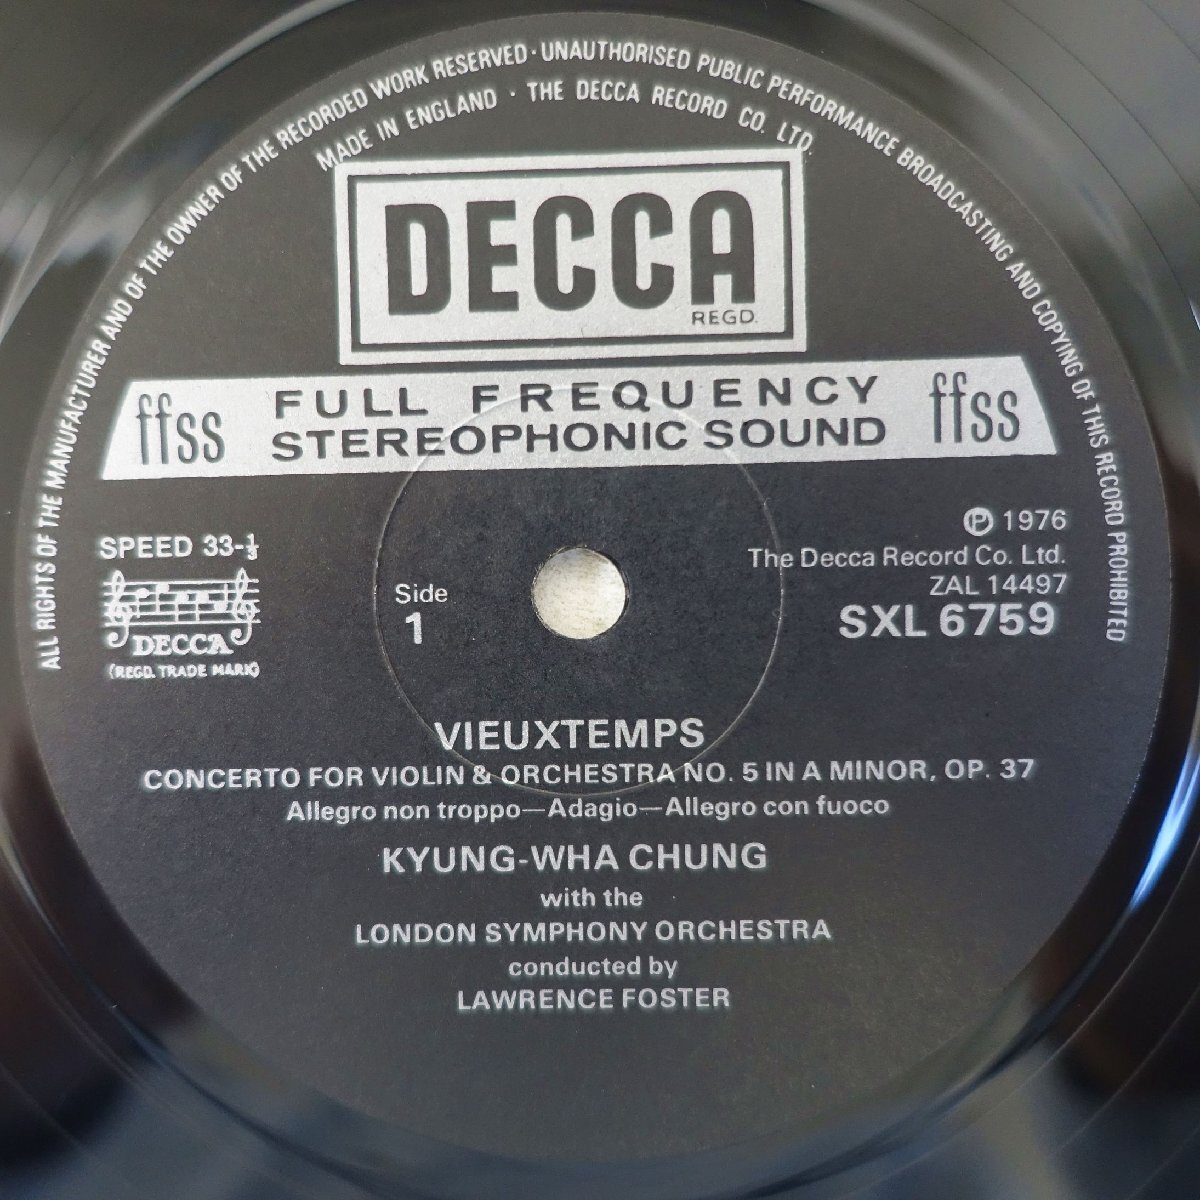 ALL RIGHTS OF THE MANUFACTURER AND OF THE OWNER OF THE RECORDED WORK RESERVED · UNAUTHORISED PUBLIC PERFORMANCE BROADCASTING AND COPYING OF THIS RECORD PROHIBITED
MADE IN ENGLAND · THE DECCA RECORD CO. LTD.
DECCA
REGD.
ffss FULL FREQUENCY STEREOPHONIC SOUND ffss
SPEED 33-⅓
DECCA
(REGD. TRADE MARK)
Side
1
Ⓟ 1976
The Decca Record Co. Ltd.
ZAL 14497
SXL 6759
VIEUXTEMPS
CONCERTO FOR VIOLIN & ORCHESTRA NO. 5 IN A MINOR, OP. 37
Allegro non troppo—Adagio—Allegro con fuoco
KYUNG-WHA CHUNG
with the
LONDON SYMPHONY ORCHESTRA
conducted by
LAWRENCE FOSTER